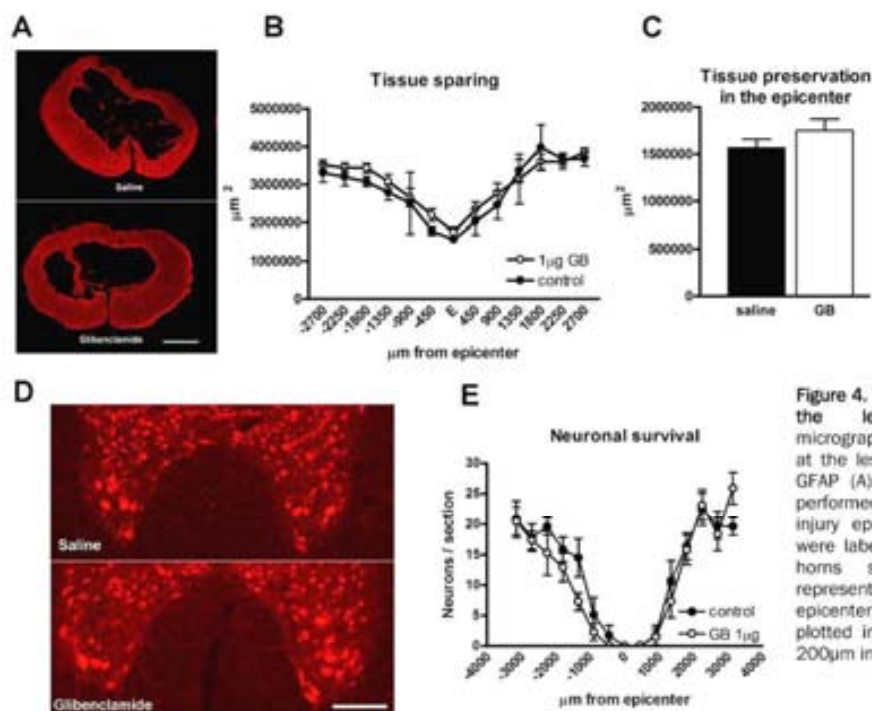 A
Saline
Glibenclamide
B
Tissue sparing
5000000
4000000
3000000
2000000
1000000
0
μm²
1μg GB
control
-2700
-2250
-1800
-1350
-900
-450
E
450
900
1350
1800
2250
2700
μm from epicenter
C
Tissue preservation
in the epicenter
2000000
1500000
1000000
500000
0
μm²
saline
GB
D
Saline
Glibenclamide
E
Neuronal survival
30
25
20
15
10
5
0
Neurons / section
control
GB 1μg
-4000
-3000
-2000
-1000
0
1000
2000
3000
4000
μm from epicenter
Figure 4.
the le
micrograp
at the les
GFAP (A)
performed
injury epi
were labe
horns s
represent
epicenter
plotted in
200μm in